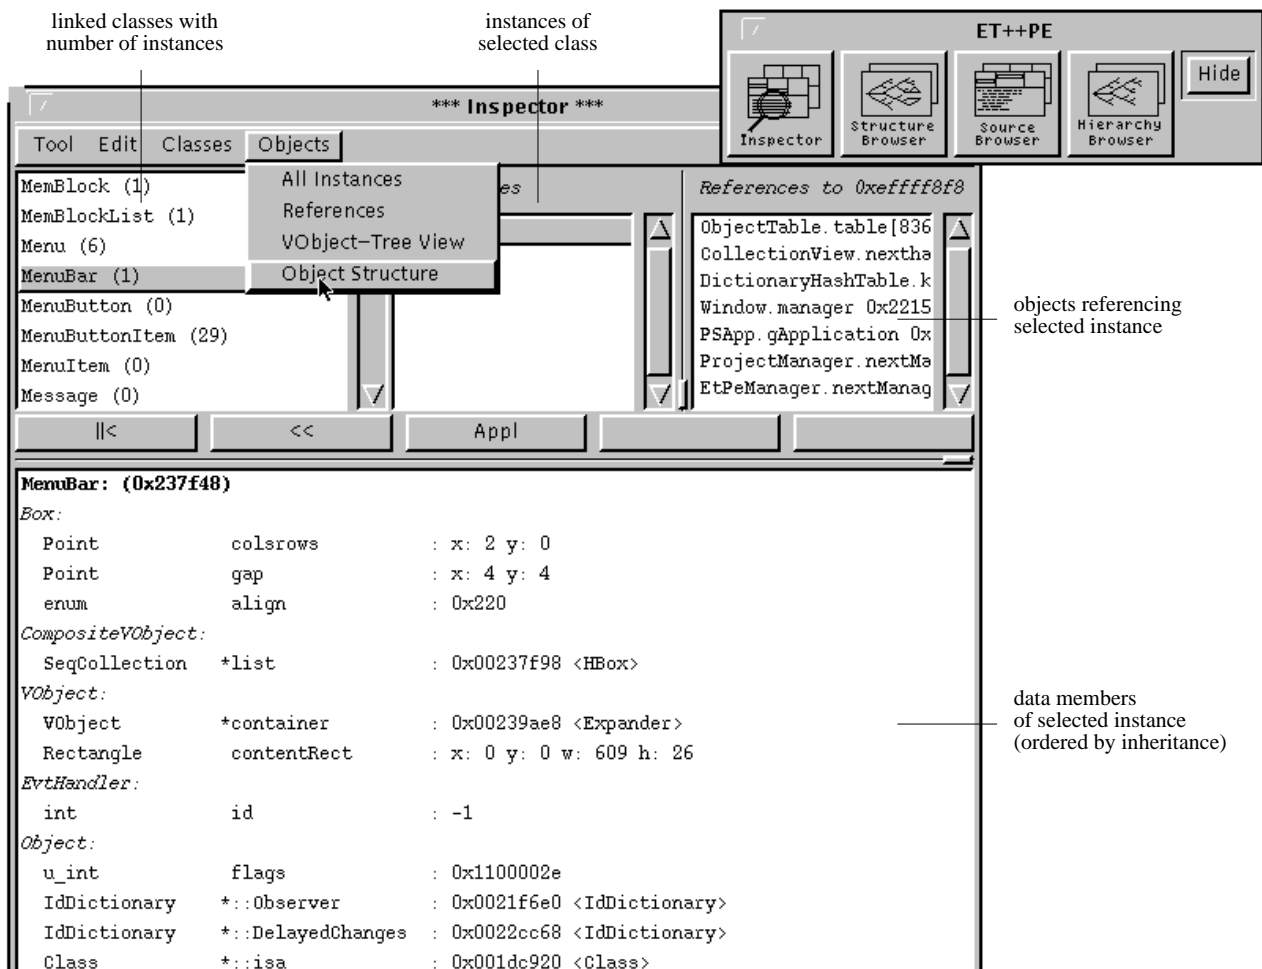 linked classes with
number of instances
instances of
selected class
ET++PE
Inspector
Structure
Browser
Source
Browser
Hierarchy
Browser
Hide
*** Inspector ***
Tool Edit Classes Objects
All Instances
References
VObject-Tree View
Object Structure
MemBlock (1)
MemBlockList (1)
Menu (6)
MenuBar (1)
MenuButton (0)
MenuButtonItem (29)
MenuItem (0)
Message (0)
es
References to 0xeffff8f8
ObjectTable.table[836
CollectionView.nextha
DictionaryHashTable.k
Window.manager 0x2215
PSApp.gApplication 0x
ProjectManager.nextMa
EtPeManager.nextManag
objects referencing
selected instance
||<
<<
Appl
MenuBar: (0x237f48)
Box:
Point colsrows : x: 2 y: 0
Point gap : x: 4 y: 4
enum align : 0x220
CompositeVObject:
SeqCollection *list : 0x00237f98 <HBox>
VObject:
VObject *container : 0x00239ae8 <Expander>
Rectangle contentRect : x: 0 y: 0 w: 609 h: 26
EvtHandler:
int id : -1
Object:
u_int flags : 0x1100002e
IdDictionary *::Observer : 0x0021f6e0 <IdDictionary>
IdDictionary *::DelayedChanges : 0x0022cc68 <IdDictionary>
Class *::isa : 0x001dc920 <Class>
data members
of selected instance
(ordered by inheritance)